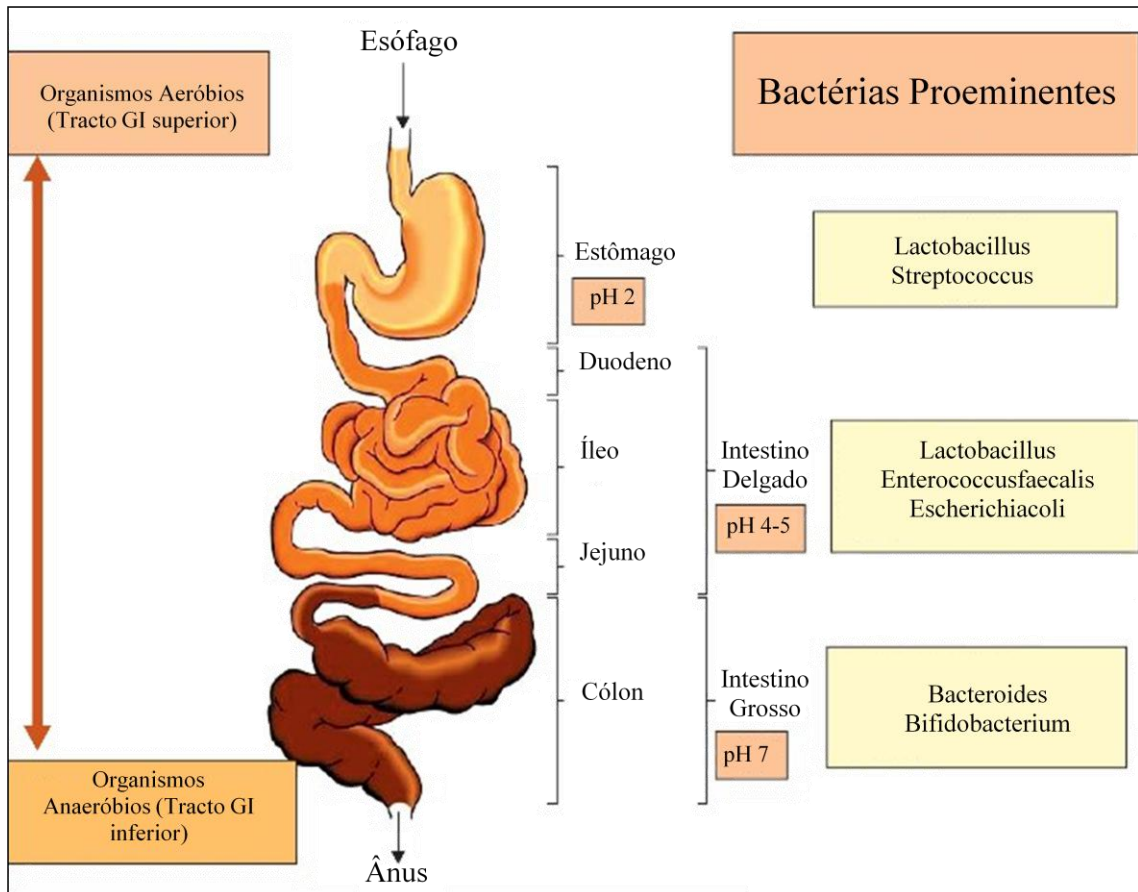 Esófago
Organismos Aeróbios
(Tracto GI superior)
Bactérias Proeminentes
Estômago
pH 2
Lactobacillus
Streptococcus
Duodeno
Íleo
Jejuno
Intestino
Delgado
pH 4-5
Lactobacillus
Enterococcusfaecalis
Escherichiacoli
Cólon
Intestino
Grosso
pH 7
Bacteroides
Bifidobacterium
Organismos
Anaeróbios (Tracto GI
inferior)
Ânus